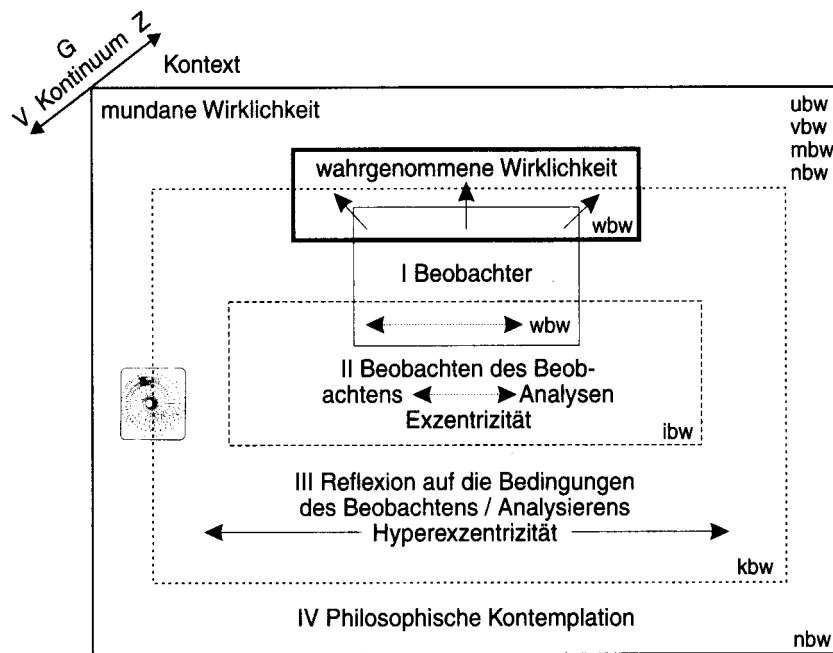 V Kontinuum Z
G
Kontext
mundane Wirklichkeit
ubw
vbw
mbw
nbw
wahrgenommene Wirklichkeit
wbw
I Beobachter
wbw
II Beobachten des Beob-
achtens Analysen
Exzentrizität
ibw
III Reflexion auf die Bedingungen
des Beobachtens / Analysierens
Hyperexzentrizität
kbw
IV Philosophische Kontemplation
nbw